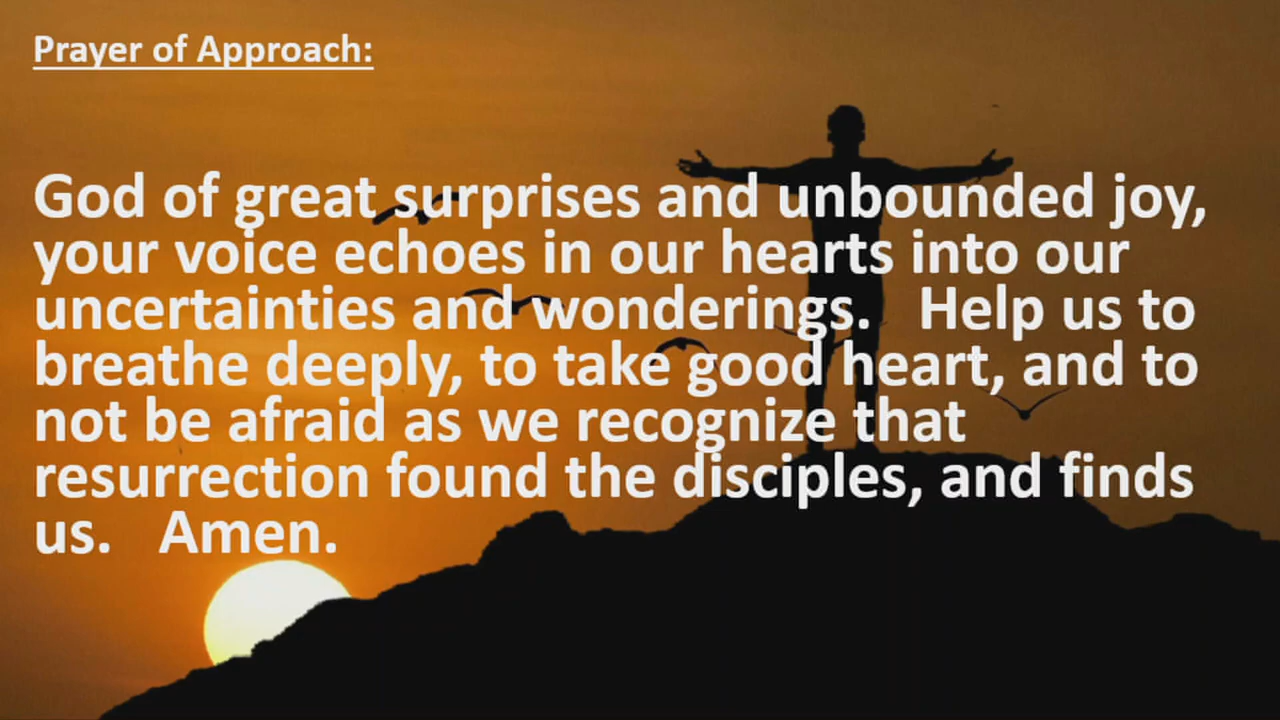 Prayer of Approach:
God of great surprises and unbounded joy,
your voice echoes in our hearts into our
uncertainties and wonderings.   Help us to
breathe deeply, to take good heart, and to
not be afraid as we recognize that
resurrection found the disciples, and finds
us.   Amen.